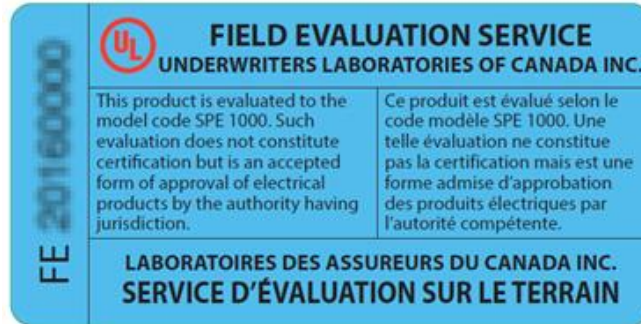 UL
FIELD EVALUATION SERVICE
UNDERWRITERS LABORATORIES OF CANADA INC.
This product is evaluated to the
model code SPE 1000. Such
evaluation does not constitute
certification but is an accepted
form of approval of electrical
products by the authority having
jurisdiction.
Ce produit est évalué selon le
code modèle SPE 1000. Une
telle évaluation ne constitue
pas la certification mais est une
forme admise d'approbation
des produits électriques par
l'autorité compétente.
LABORATOIRES DES ASSUREURS DU CANADA INC.
SERVICE D'ÉVALUATION SUR LE TERRAIN
FE